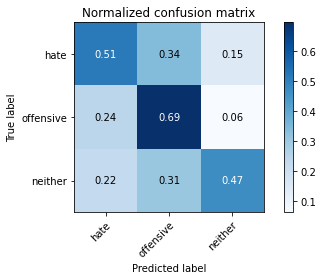 Normalized confusion matrix
True label
hate
0.51 0.34 0.15
offensive
0.24 0.69 0.06
neither
0.22 0.31 0.47
hate offensive neither
Predicted label
0.6
0.5
0.4
0.3
0.2
0.1